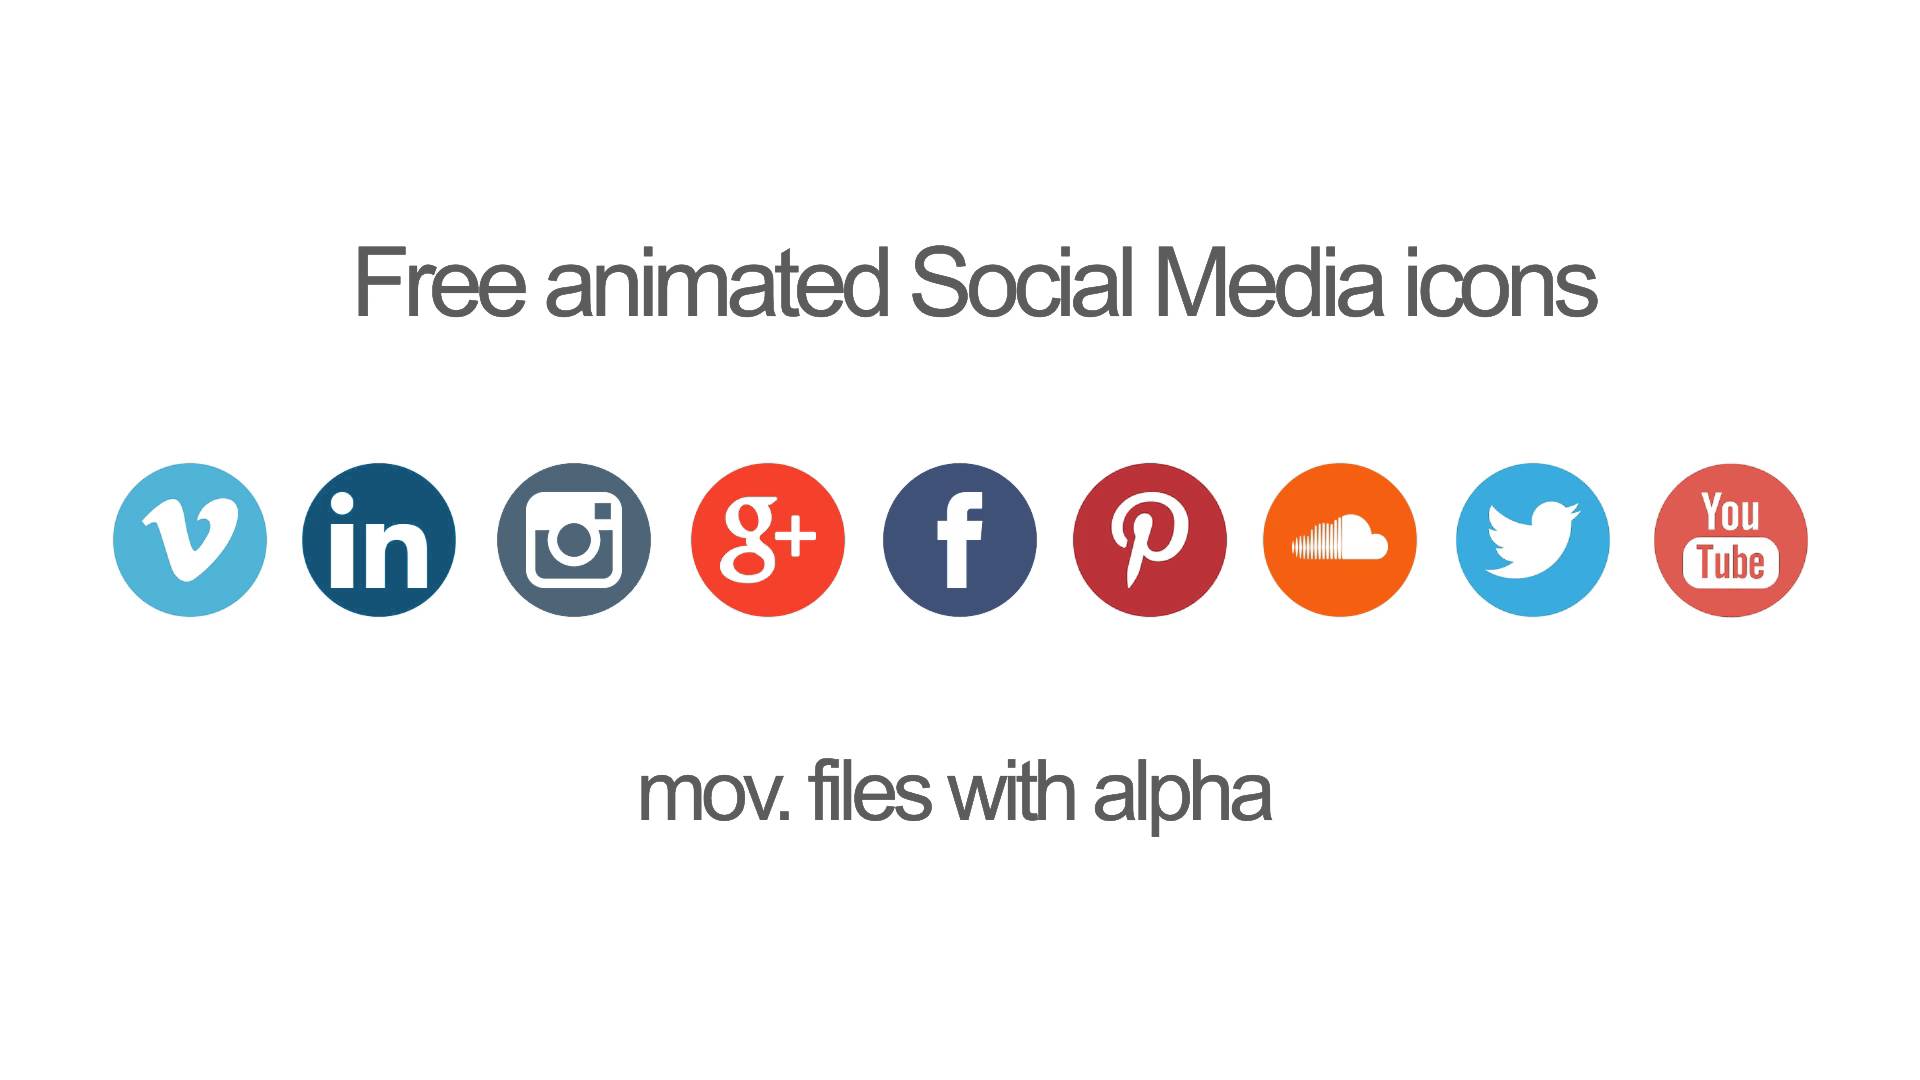 Free animated Social Media icons
in
g+
f
You
Tube
mov. files with alpha